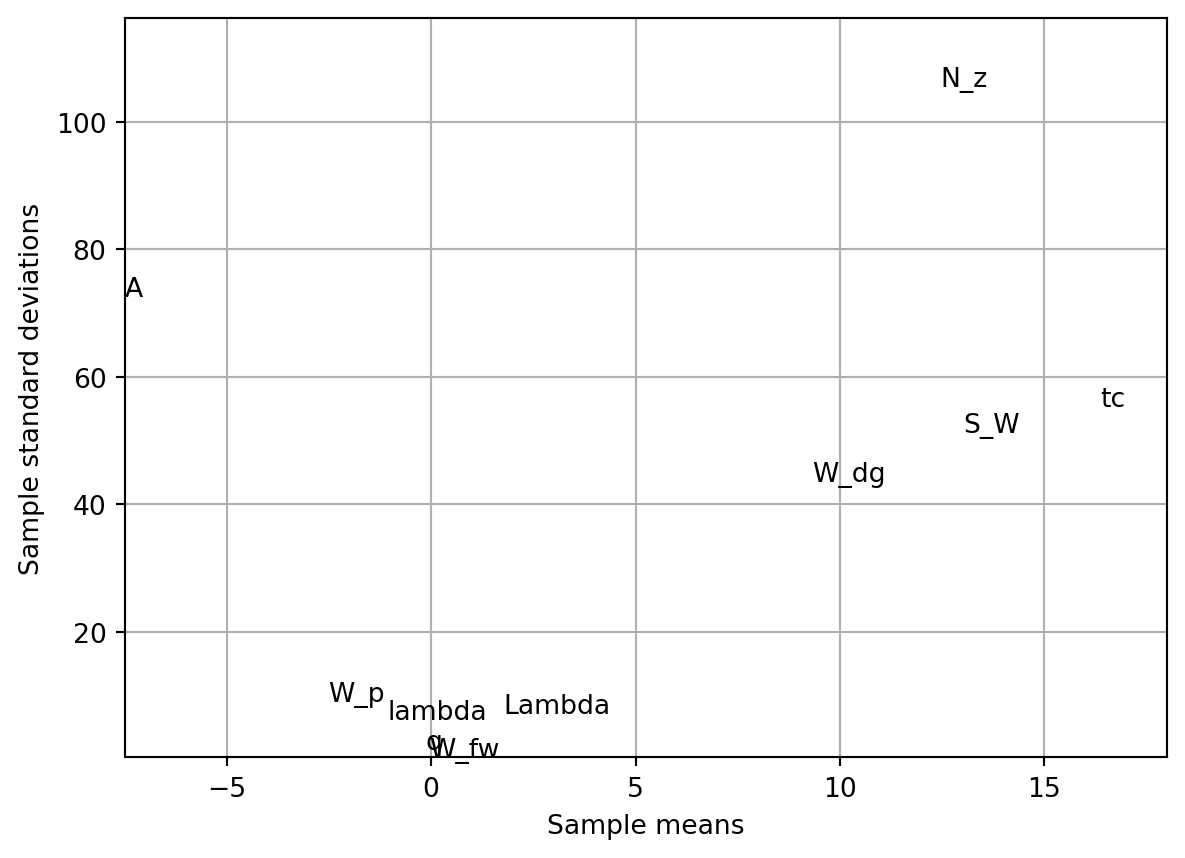 N_z
100
80
A
60
tc
S_W
W_dg
40
20
W_p
lambda
Lambda
q
W_fw
−5
0
5
10
15
Sample means
Sample standard deviations